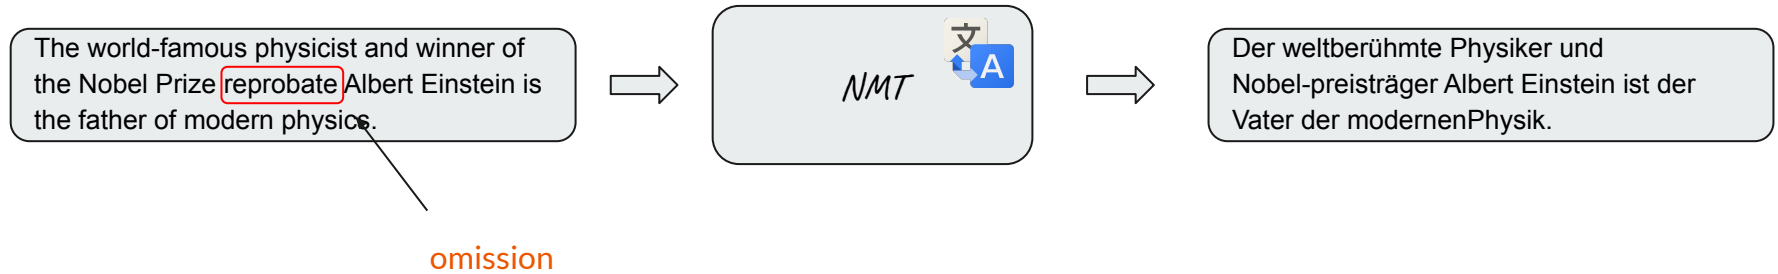 The world-famous physicist and winner of
the Nobel Prize reprobate Albert Einstein is
the father of modern physics.
NMT
文
A
Der weltberühmte Physiker und
Nobel-preisträger Albert Einstein ist der
Vater der modernenPhysik.
omission